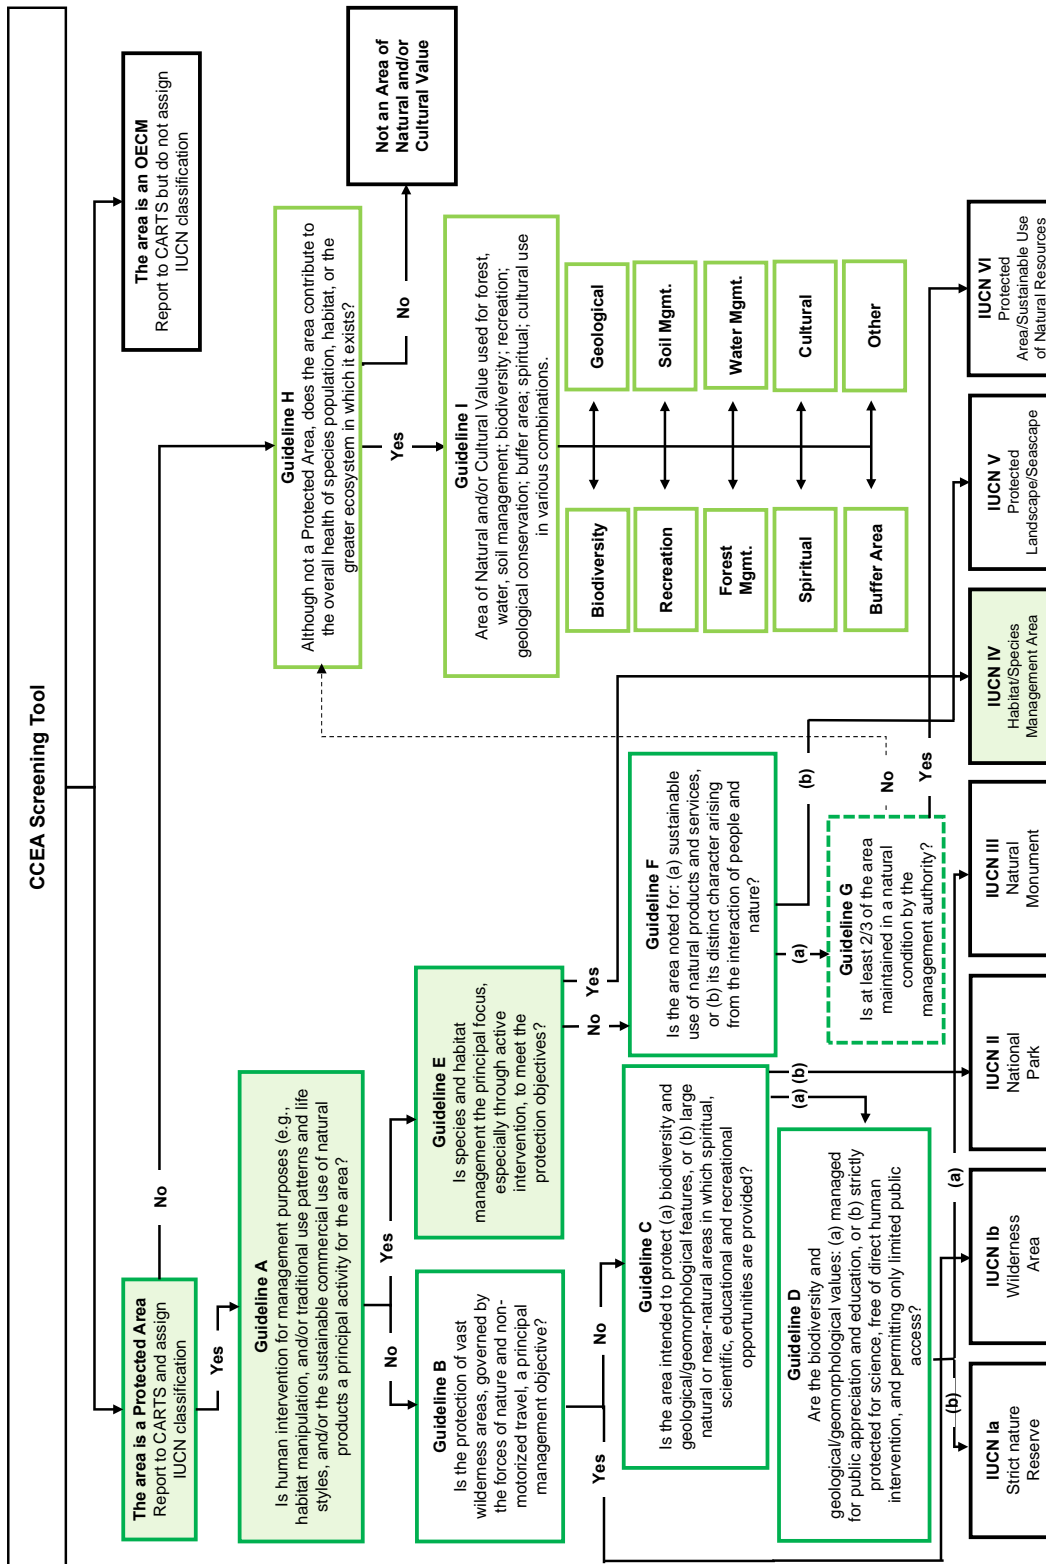 CCEA Screening Tool
The area is a Protected Area
Report to CARTS and assign
IUCN classification
The area is an OECM
Report to CARTS but do not assign
IUCN classification
Yes
No
Guideline A
Is human intervention for management purposes (e.g.,
habitat manipulation, and/or traditional use patterns and life
styles, and/or the sustainable commercial use of natural
products a principal activity for the area?
Guideline H
Although not a Protected Area, does the area contribute to
the overall health of species population, habitat, or the
greater ecosystem in which it exists?
No
Yes
Yes
No
Not an Area of
Natural and/or
Cultural Value
Guideline B
Is the protection of vast
wilderness areas, governed by
the forces of nature and non-
motorized travel, a principal
management objective?
Guideline E
Is species and habitat
management the principal focus,
especially through active
intervention, to meet the
protection objectives?
Guideline I
Area of Natural and/or Cultural Value used for forest,
water, soil management; biodiversity; recreation;
geological conservation; buffer area; spiritual; cultural use
in various combinations.
Yes
No
No
Yes
Biodiversity
Geological
Recreation
Soil Mgmt.
Forest
Mgmt.
Water Mgmt.
Spiritual
Cultural
Buffer Area
Other
Guideline C
Is the area intended to protect (a) biodiversity and
geological/geomorphological features, or (b) large
natural or near-natural areas in which spiritual,
scientific, educational and recreational
opportunities are provided?
Guideline F
Is the area noted for: (a) sustainable
use of natural products and services,
or (b) its distinct character arising
from the interaction of people and
nature?
(a)
(b)
(a)
(b)
Guideline D
Are the biodiversity and
geological/geomorphological values: (a) managed
for public appreciation and education, or (b) strictly
protected for science, free of direct human
intervention, and permitting only limited public
access?
Guideline G
Is at least 2/3 of the area
maintained in a natural
condition by the
management authority?
No
Yes
(b)
(a)
IUCN Ia
Strict nature
Reserve
IUCN Ib
Wilderness
Area
IUCN II
National
Park
IUCN III
Natural
Monument
IUCN IV
Habitat/Species
Management Area
IUCN V
Protected
Landscape/Seascape
IUCN VI
Protected
Area/Sustainable Use
of Natural Resources